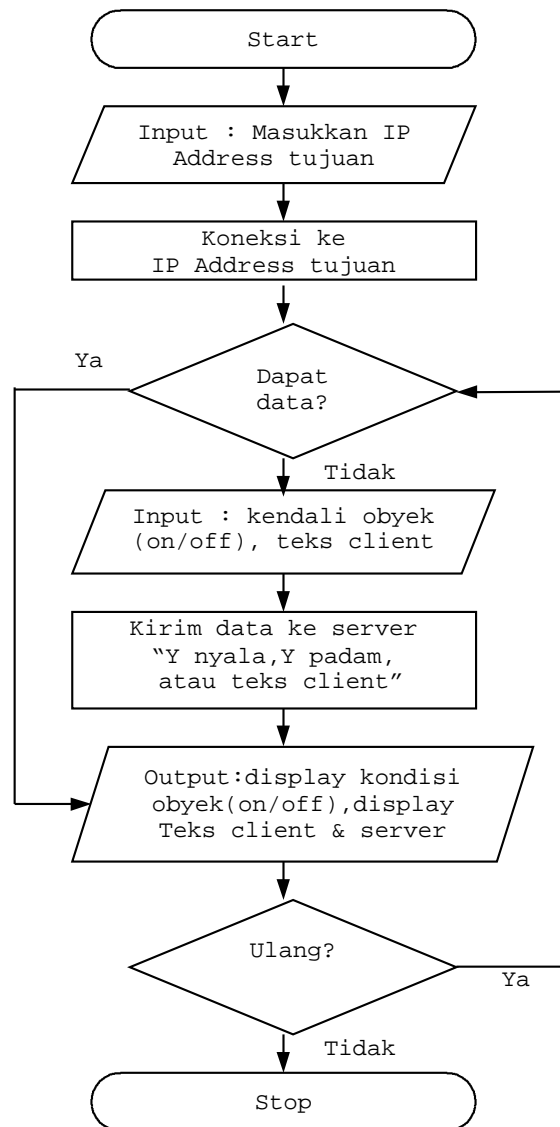 Start
Input : Masukkan IP
Address tujuan
Koneksi ke
IP Address tujuan
Ya
Dapat
data?
Tidak
Input : kendali obyek
(on/off), teks client
Kirim data ke server
“Y nyala,Y padam,
atau teks client”
Output:display kondisi
obyek(on/off),display
Teks client & server
Ulang?
Ya
Tidak
Stop